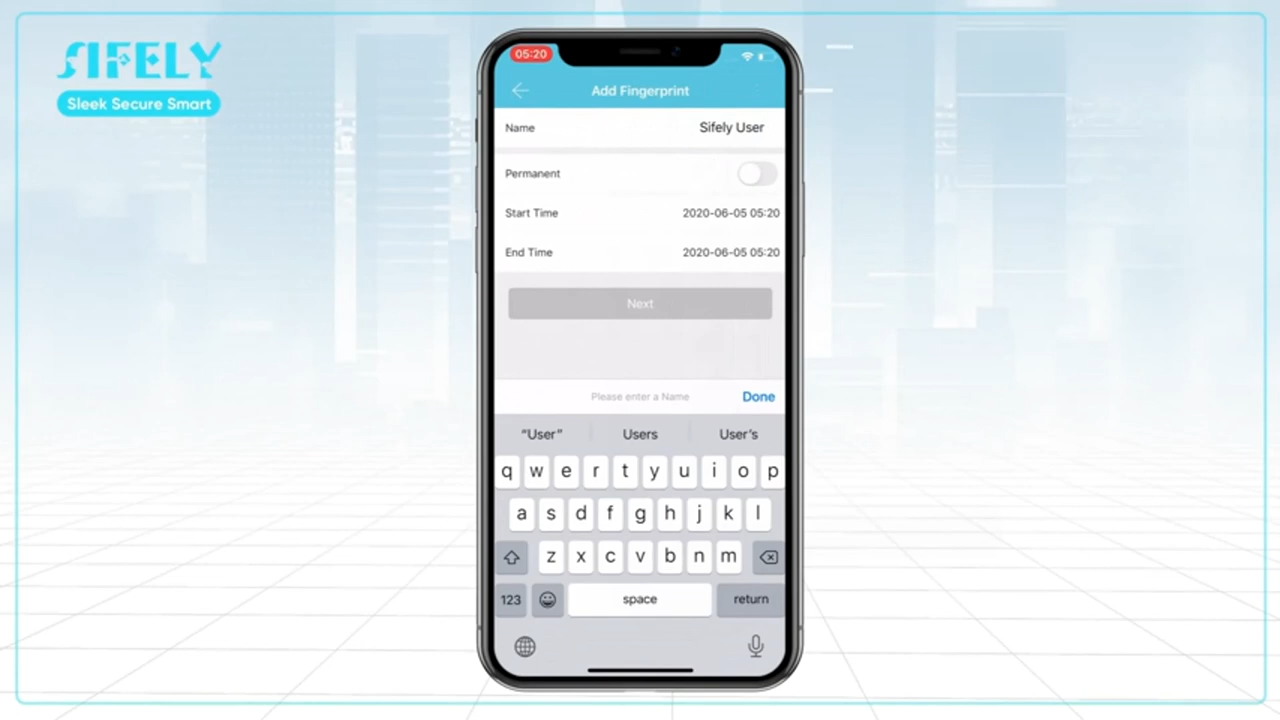 SIFELY
Sleek Secure Smart
05:20
Add Fingerprint
Name Sifely User
Permanent
Start Time 2020-06-05 05:20
End Time 2020-06-05 05:20
Next
Please enter a Name Done
“User” Users User's
q w e r t y u i o p
a s d f g h j k l
z x c v b n m
123 space return